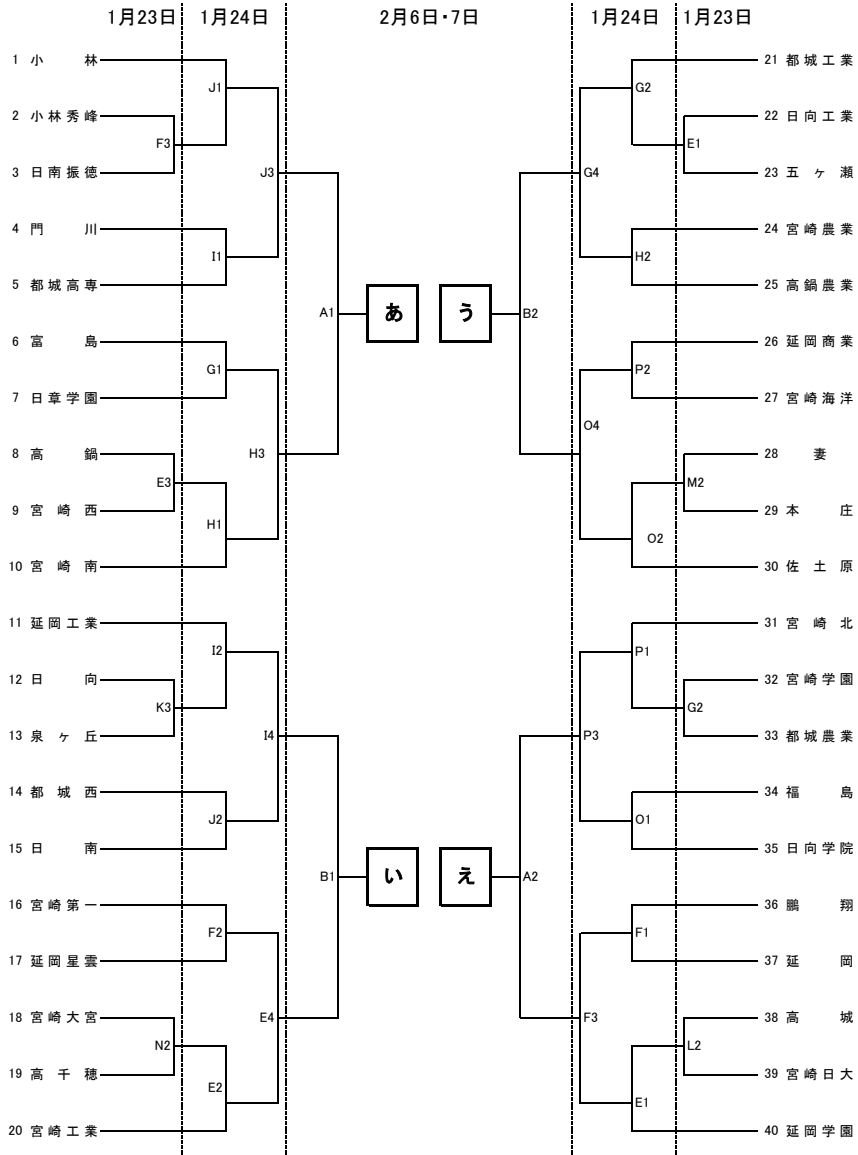 1月23日 1月24日 2月6日・7日 1月24日 1月23日
1 小 林 21 都城工業
J1 G2
2 小林秀峰 22 日向工業
F3 E1
3 日南振徳 J3 G4 23 五ヶ瀬
4 門 川 24 宮崎農業
I1 H2
5 都城高専 25 高鍋農業
A1 あ う B2
6 富 島 26 延岡商業
G1 P2
7 日章学園 27 宮崎海洋
O4
8 高 鍋 H3 28 妻
E3 M2
9 宮崎西 29 本 庄
H1 O2
10 宮崎南 30 佐土原
11 延岡工業 31 宮崎北
I2 P1
12 日 向 32 宮崎学園
K3 G2
13 泉ヶ丘 I4 P3 33 都城農業
14 都城西 34 福 島
J2 O1
15 日 南 35 日向学院
B1 い え A2
16 宮崎第一 36 鵬 翔
F2 F1
17 延岡星雲 37 延 岡
18 宮崎大宮 E4 F3 38 高 城
N2 L2
19 高千穂 39 宮崎日大
E2 E1
20 宮崎工業 40 延岡学園